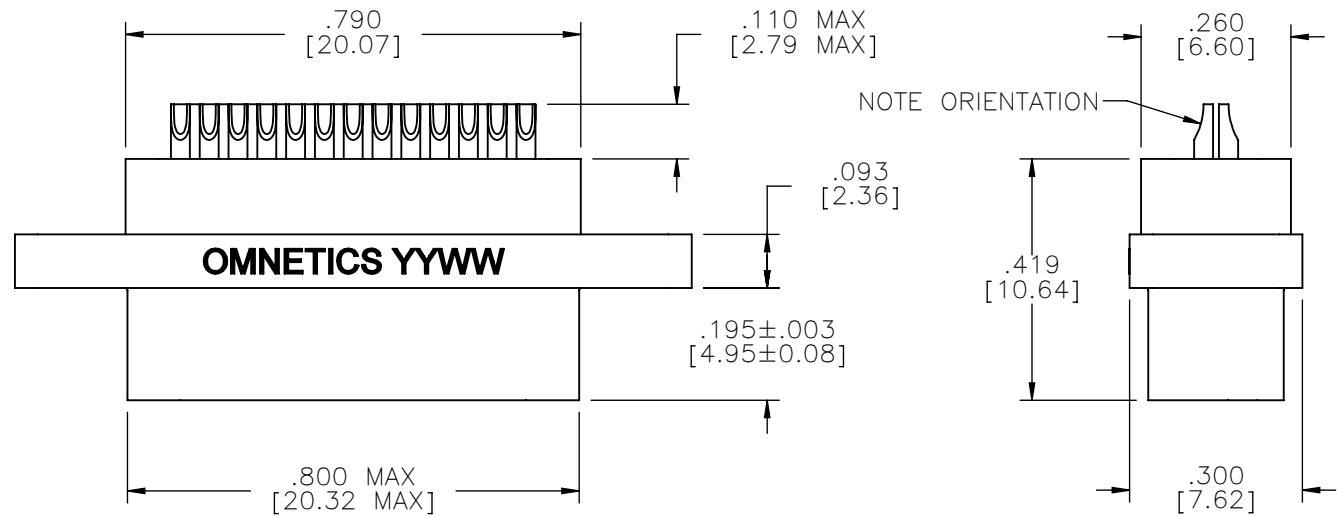 .790
[20.07]
.110 MAX
[2.79 MAX]
.260
[6.60]
NOTE ORIENTATION
.093
[2.36]
OMNETICS YYWW
.419
[10.64]
.195±.003
[4.95±0.08]
.800 MAX
[20.32 MAX]
.300
[7.62]